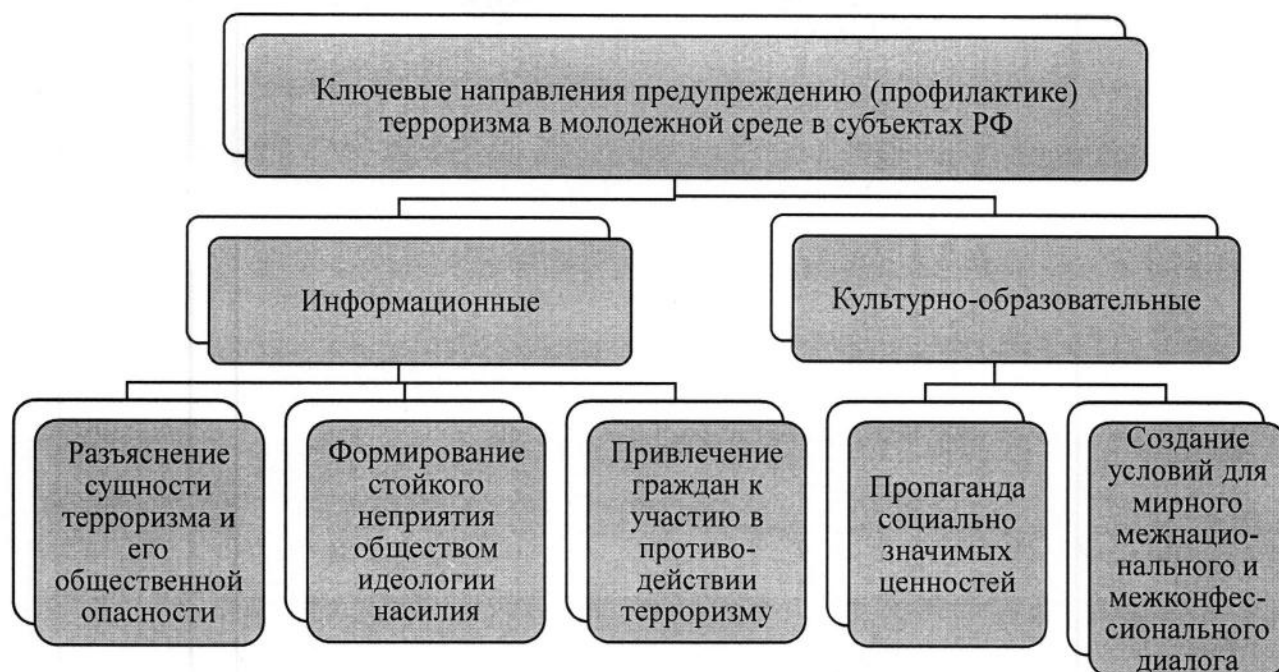 Ключевые направления предупреждению (профилактике)
терроризма в молодежной среде в субъектах РФ
Информационные
Культурно-образовательные
Разъяснение
сущности
терроризма и
его
общественной
опасности
Формирование
стойкого
неприятия
обществом
идеологии
насилия
Привлечение
граждан к
участию в
противо-
действии
терроризму
Пропаганда
социально
значимых
ценностей
Создание
условий для
мирного
межнацио-
нального и
межконфес-
сионального
диалога